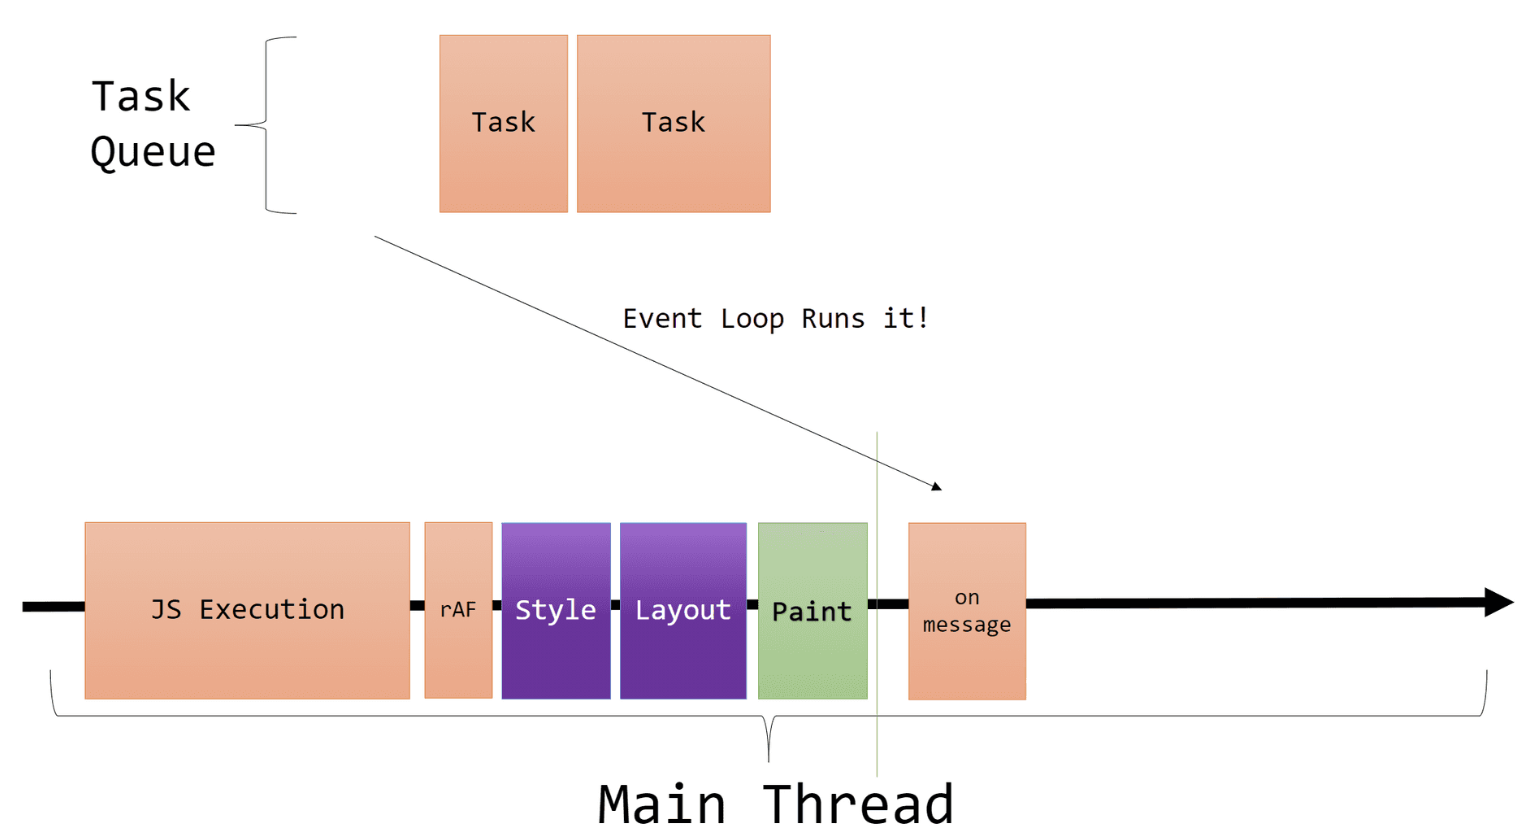 Task
Queue
Task
Task
Event Loop Runs it!
JS Execution
rAF
Style
Layout
Paint
on
message
Main Thread